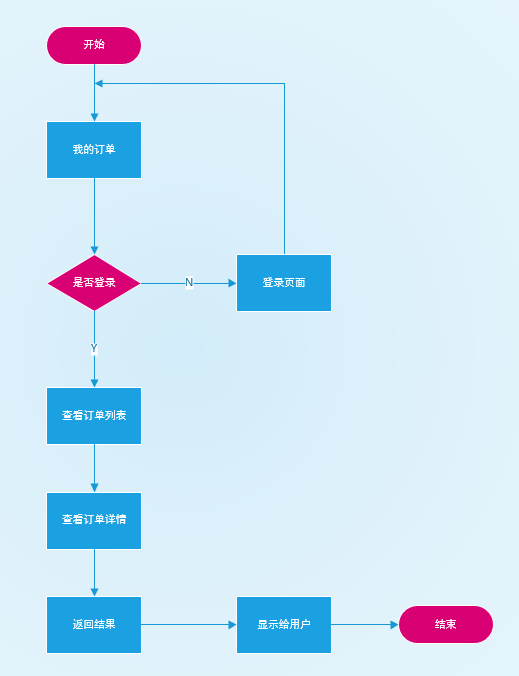 开始
我的订单
是否登录
N
登录页面
Y
查看订单列表
查看订单详情
返回结果
显示给用户
结束